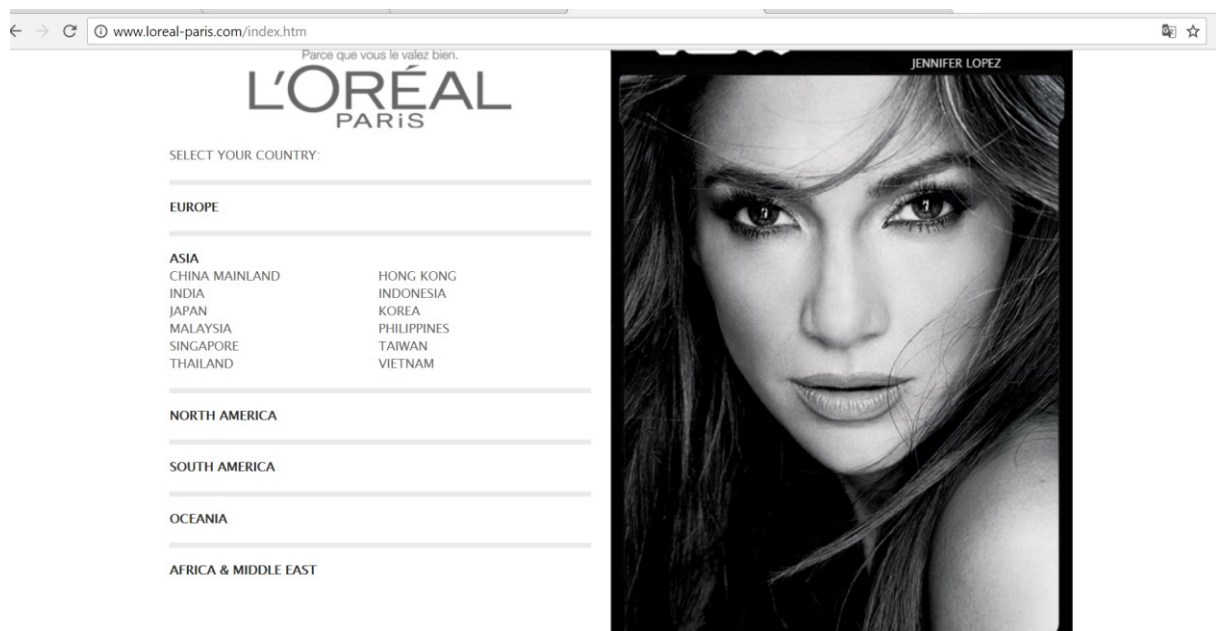 www.loreal-paris.com/index.htm
Parce que vous le valez bien.
L'ORÉAL
PARiS
SELECT YOUR COUNTRY:
EUROPE
ASIA
CHINA MAINLAND HONG KONG
INDIA INDONESIA
JAPAN KOREA
MALAYSIA PHILIPPINES
SINGAPORE TAIWAN
THAILAND VIETNAM
NORTH AMERICA
SOUTH AMERICA
OCEANIA
AFRICA & MIDDLE EAST
JENNIFER LOPEZ